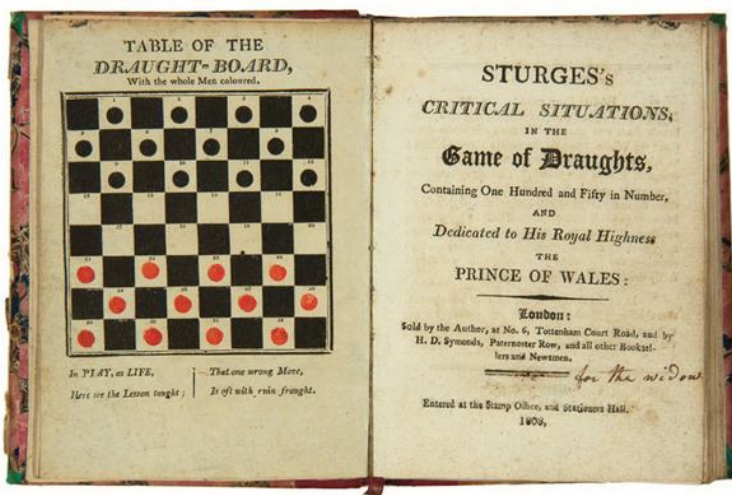 TABLE OF THE
DRAUGHT-BOARD,
With the whole Men coloured.
In PLAY, as LIFE,
Here see the Lesson tought;
That one wrong Move,
Is oft with ruin fraught.
STURGES's
CRITICAL SITUATIONS,
IN THE
Game of Draughts,
Containing One Hundred and Fifty in Number,
AND
Dedicated to His Royal Highness
THE
PRINCE OF WALES:
London:
Sold by the Author, at No. 6, Tottenham Court Road, and by
H. D. Symonds, Paternoster Row, and all other Booksel-
lers and Newsmen.
for the widow
Entered at the Stamp Office, and Stationers Hall.
1808,